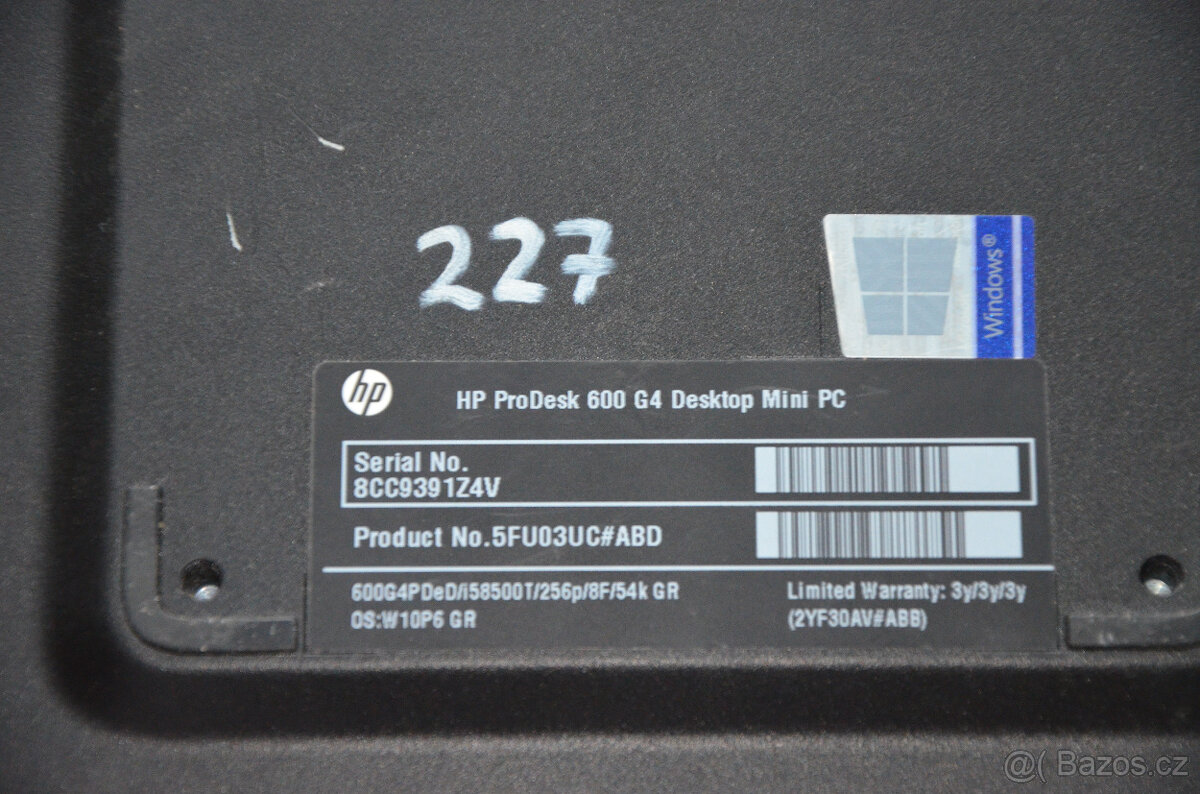 227
Windows®
hp
HP ProDesk 600 G4 Desktop Mini PC
Serial No.
8CC9391Z4V
Product No.5FU03UC#ABD
600G4PDeD/i58500T/256p/8F/54k GR
Limited Warranty: 3y/3y/3y
OS:W10P6 GR
(2YF30AV#ABB)
@( Bazos.cz